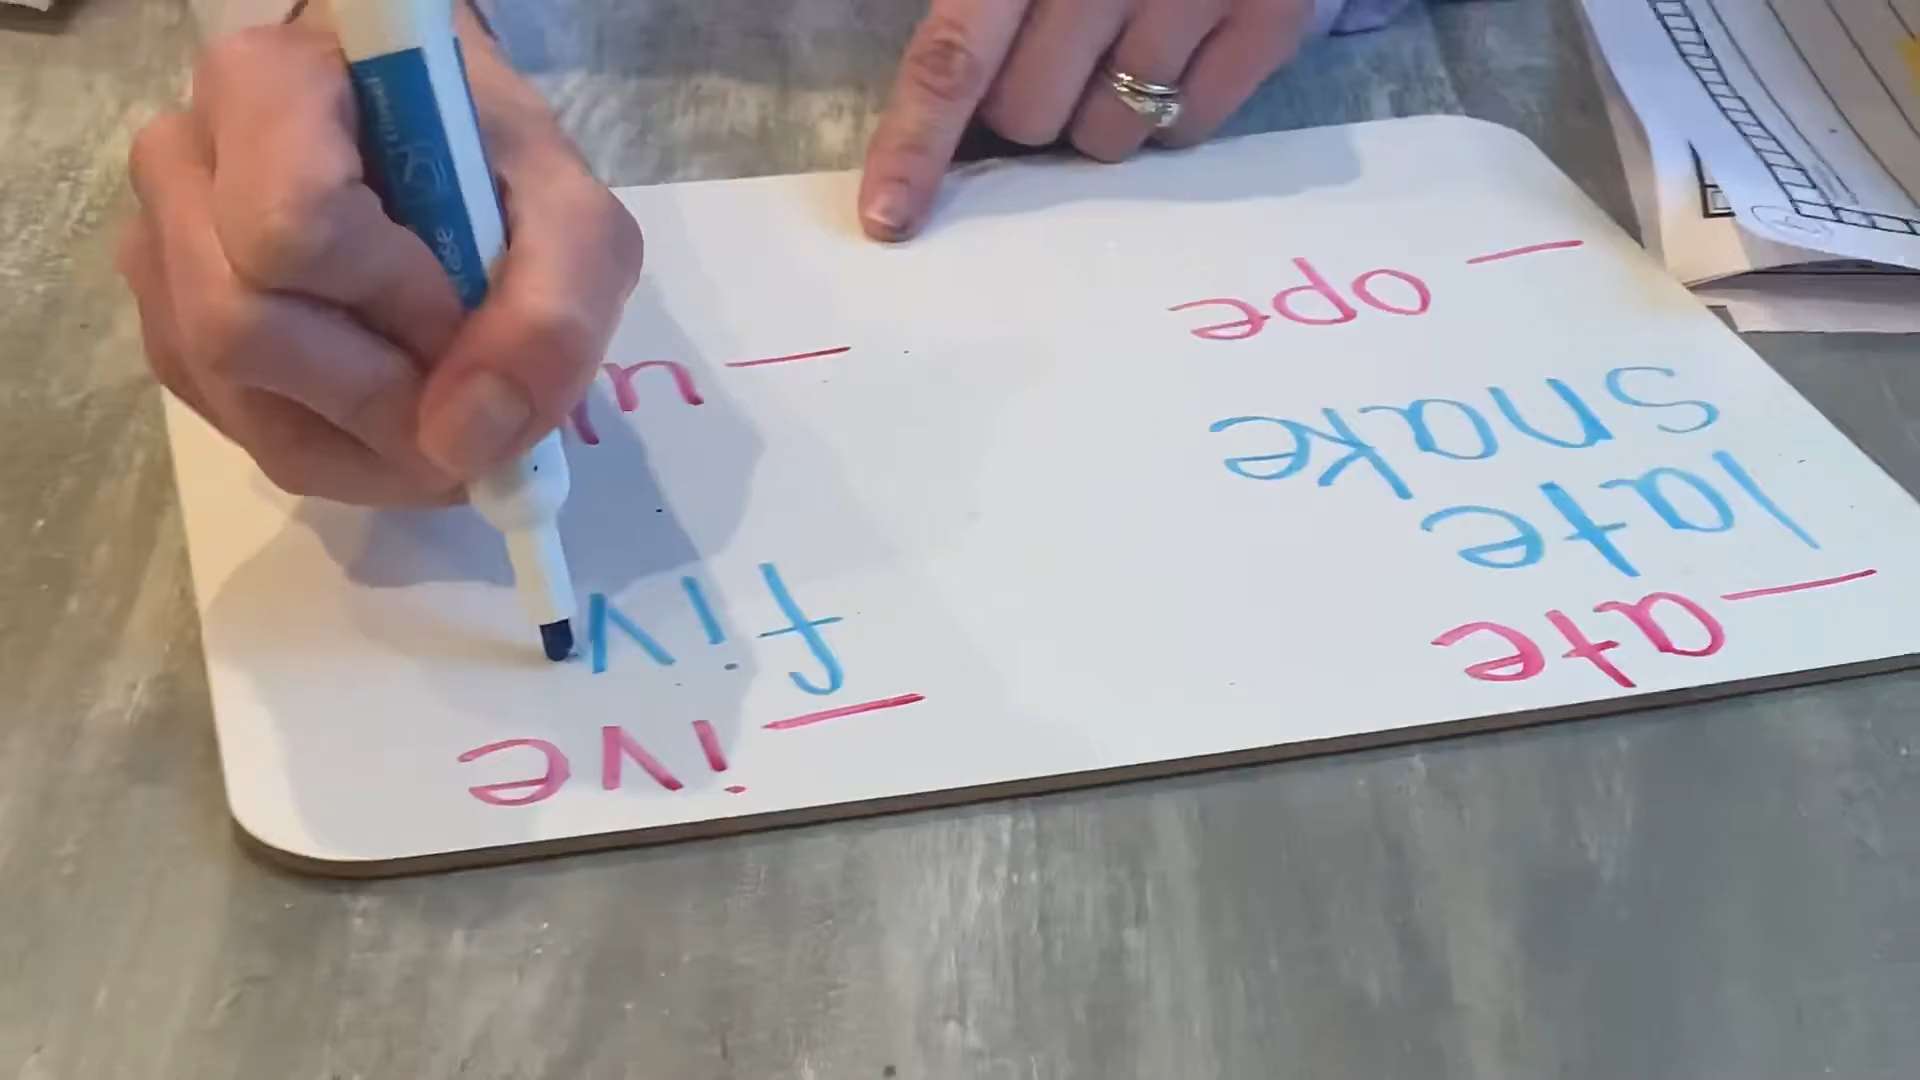 _ate
late
snake
_ope
_ive
fiv